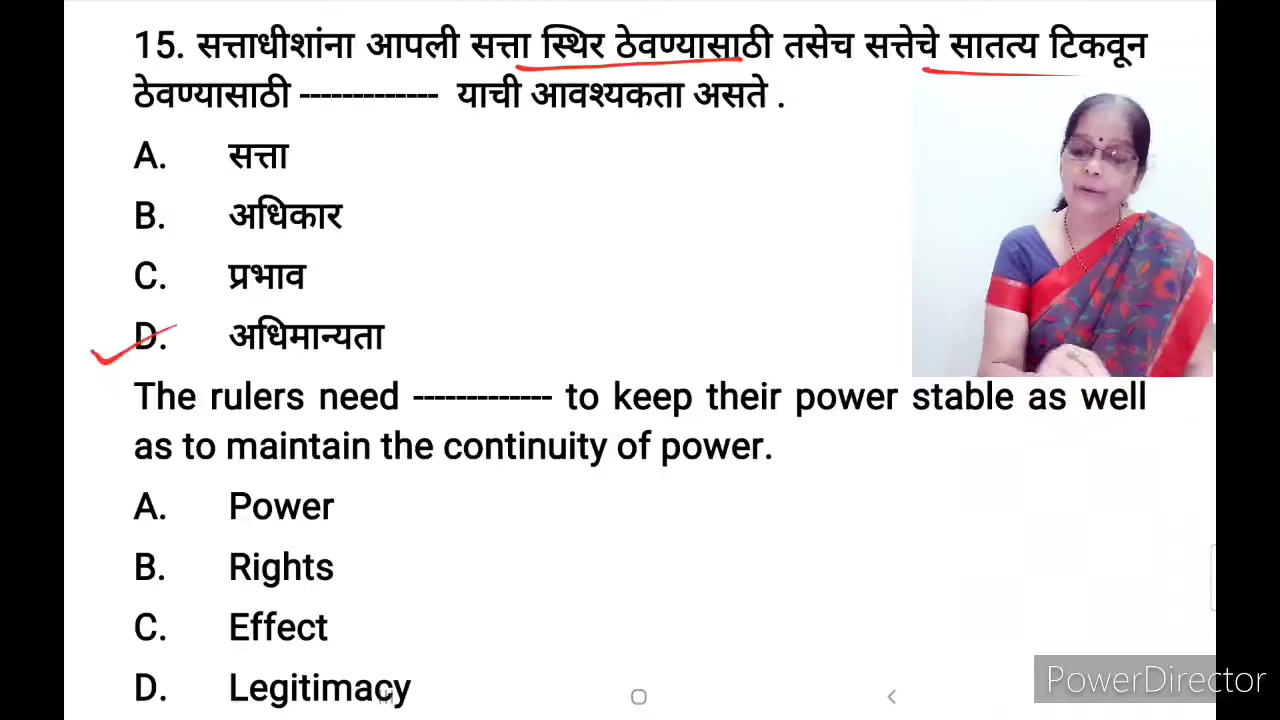 15. सत्ताधीशांना आपली सत्ता स्थिर ठेवण्यासाठी तसेच सत्तेचे सातत्य टिकवून
ठेवण्यासाठी ------------- याची आवश्यकता असते .
A. सत्ता
B. अधिकार
C. प्रभाव
D. अधिमान्यता
The rulers need ------------- to keep their power stable as well
as to maintain the continuity of power.
A. Power
B. Rights
C. Effect
D. Legitimacy
PowerDirector